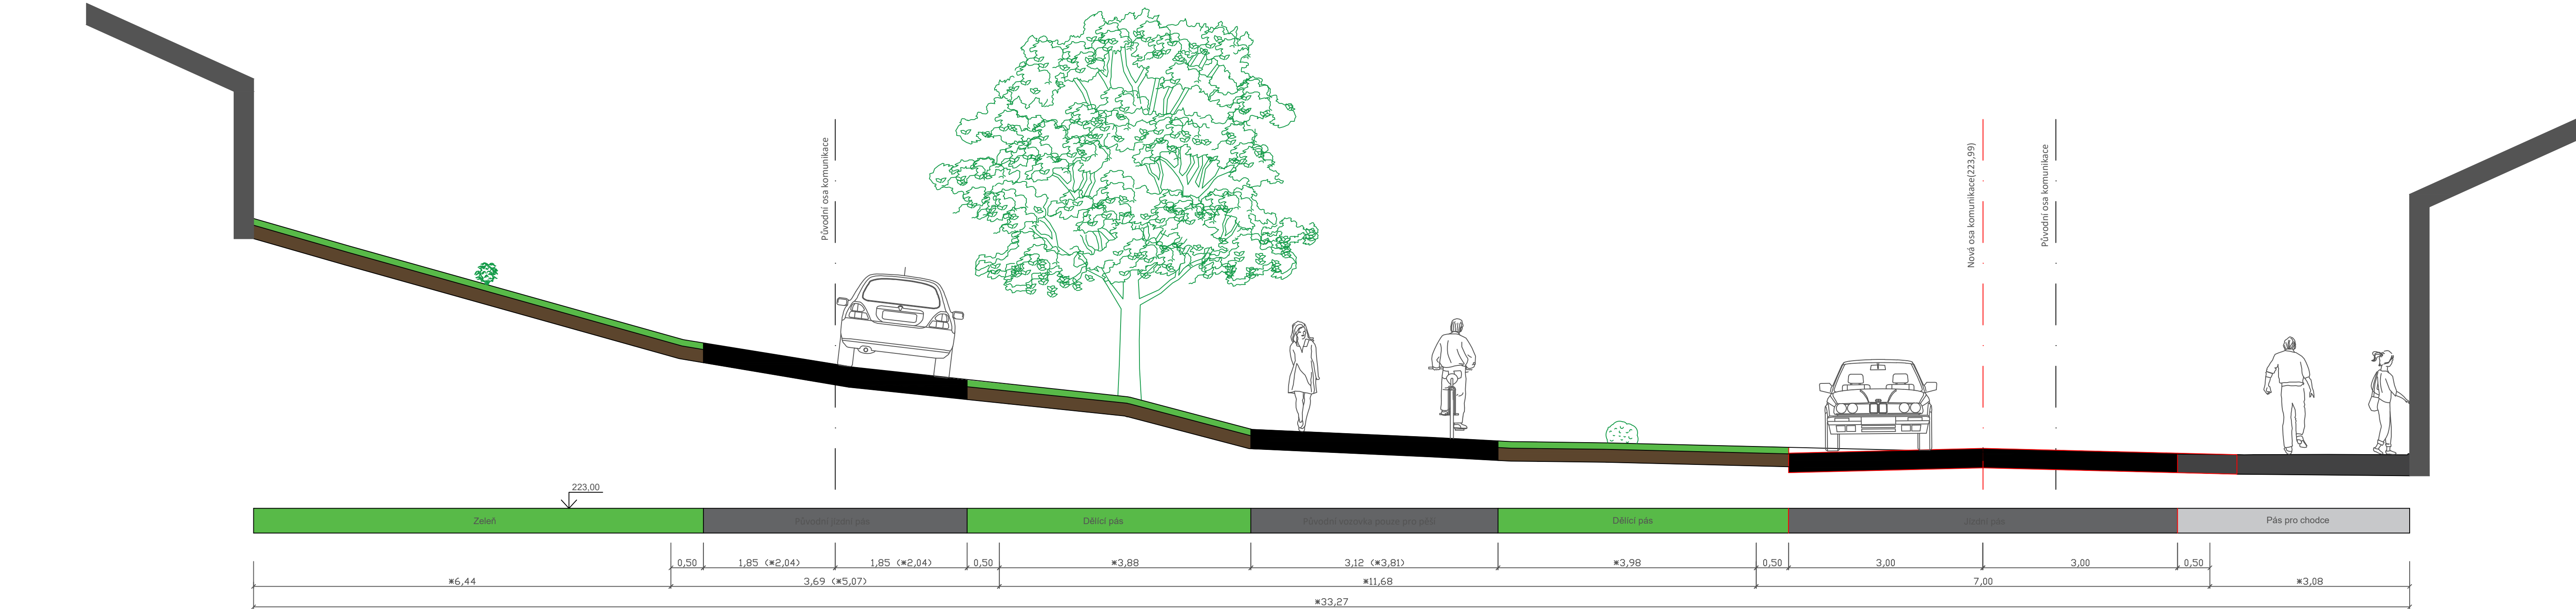 Původní osa komunikace
Nová osa komunikace(223,99)
Původní osa komunikace
223,00
Zeleň
Původní jízdní pás
Dělící pás
Původní vozovka pouze pro pěší
Dělící pás
Jízdní pás
Pás pro chodce
0,50 1,85 (*2,04) 1,85 (*2,04) 0,50 *3,88 3,12 (*3,81) *3,98 0,50 3,00 3,00 0,50
*6,44 3,69 (*5,07) *11,68 7,00 *3,08
*33,27